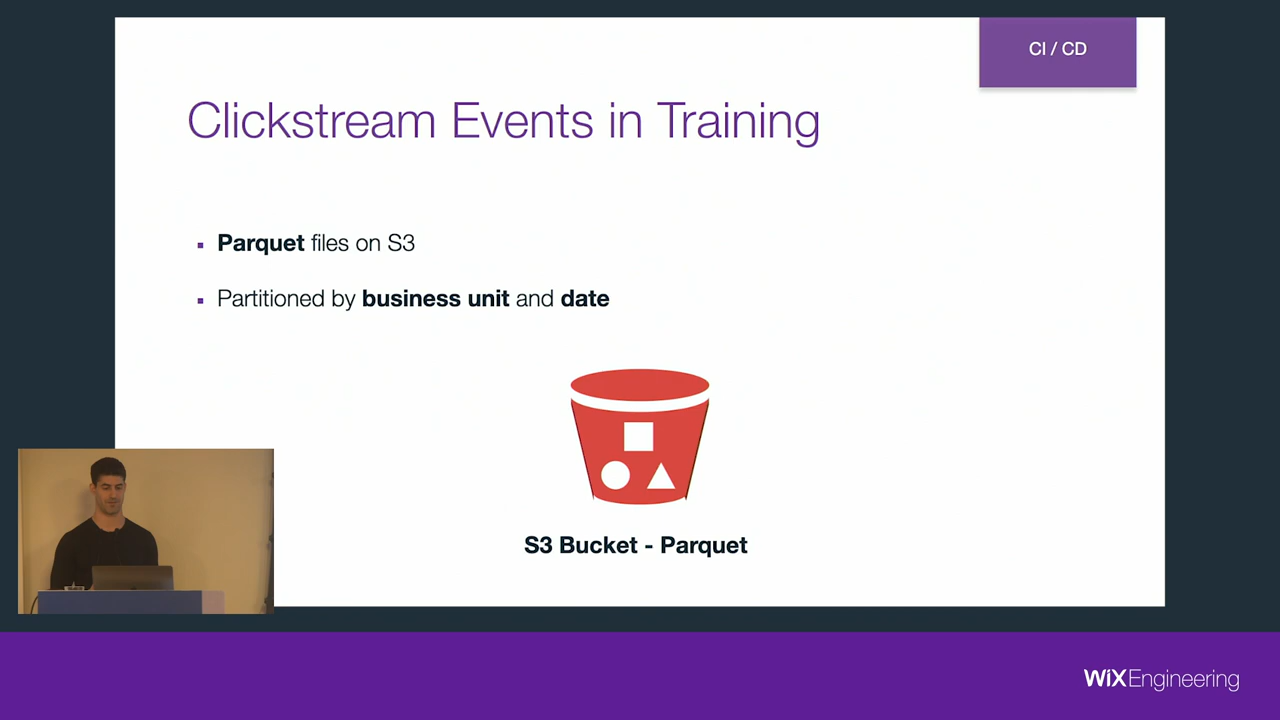 CI / CD
Clickstream Events in Training
Parquet files on S3
Partitioned by business unit and date
S3 Bucket - Parquet
WiXEngineering